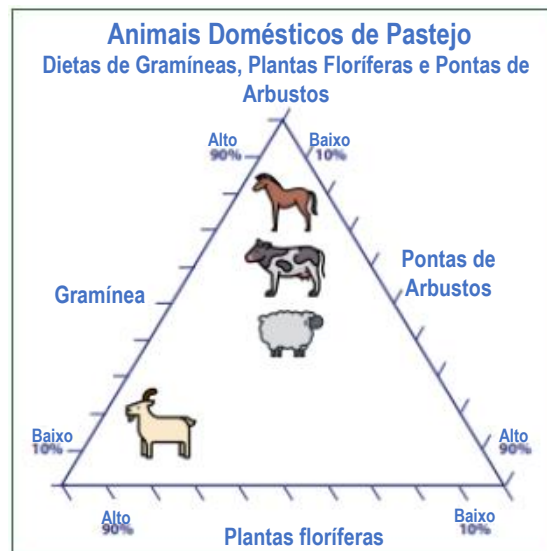 Animais Domésticos de Pastejo
Dietas de Gramíneas, Plantas Floríferas e Pontas de
Arbustos
Alto
90%
Baixo
10%
Gramínea
Pontas de
Arbustos
Baixo
10%
Alto
90%
Alto
90%
Baixo
10%
Plantas floríferas